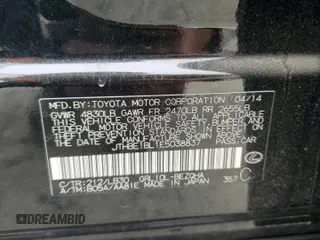 MFD.BY: TOYOTA MOTOR CORPORATION 04/14
GVWR 4830LB GAWR FR 2470LB RR 2655LB
THIS VEHICLE CONFORMS TO ALL APPLICABLE
FEDERAL MOTOR VEHICLE SAFETY, BUMPER AND
THEFT PREVENTION STANDARDS
IN EFFECT ON THE DATE OF MANUFACTURE SHOWN
ABOVE.
JTHBE1BL1E5038837
PASS. CAR
C/TR: 212/LB30 GRL10L-BEZQHA
A/TM: B05A/AA81E MADE IN JAPAN 357 C
AUTOBIDMASTER